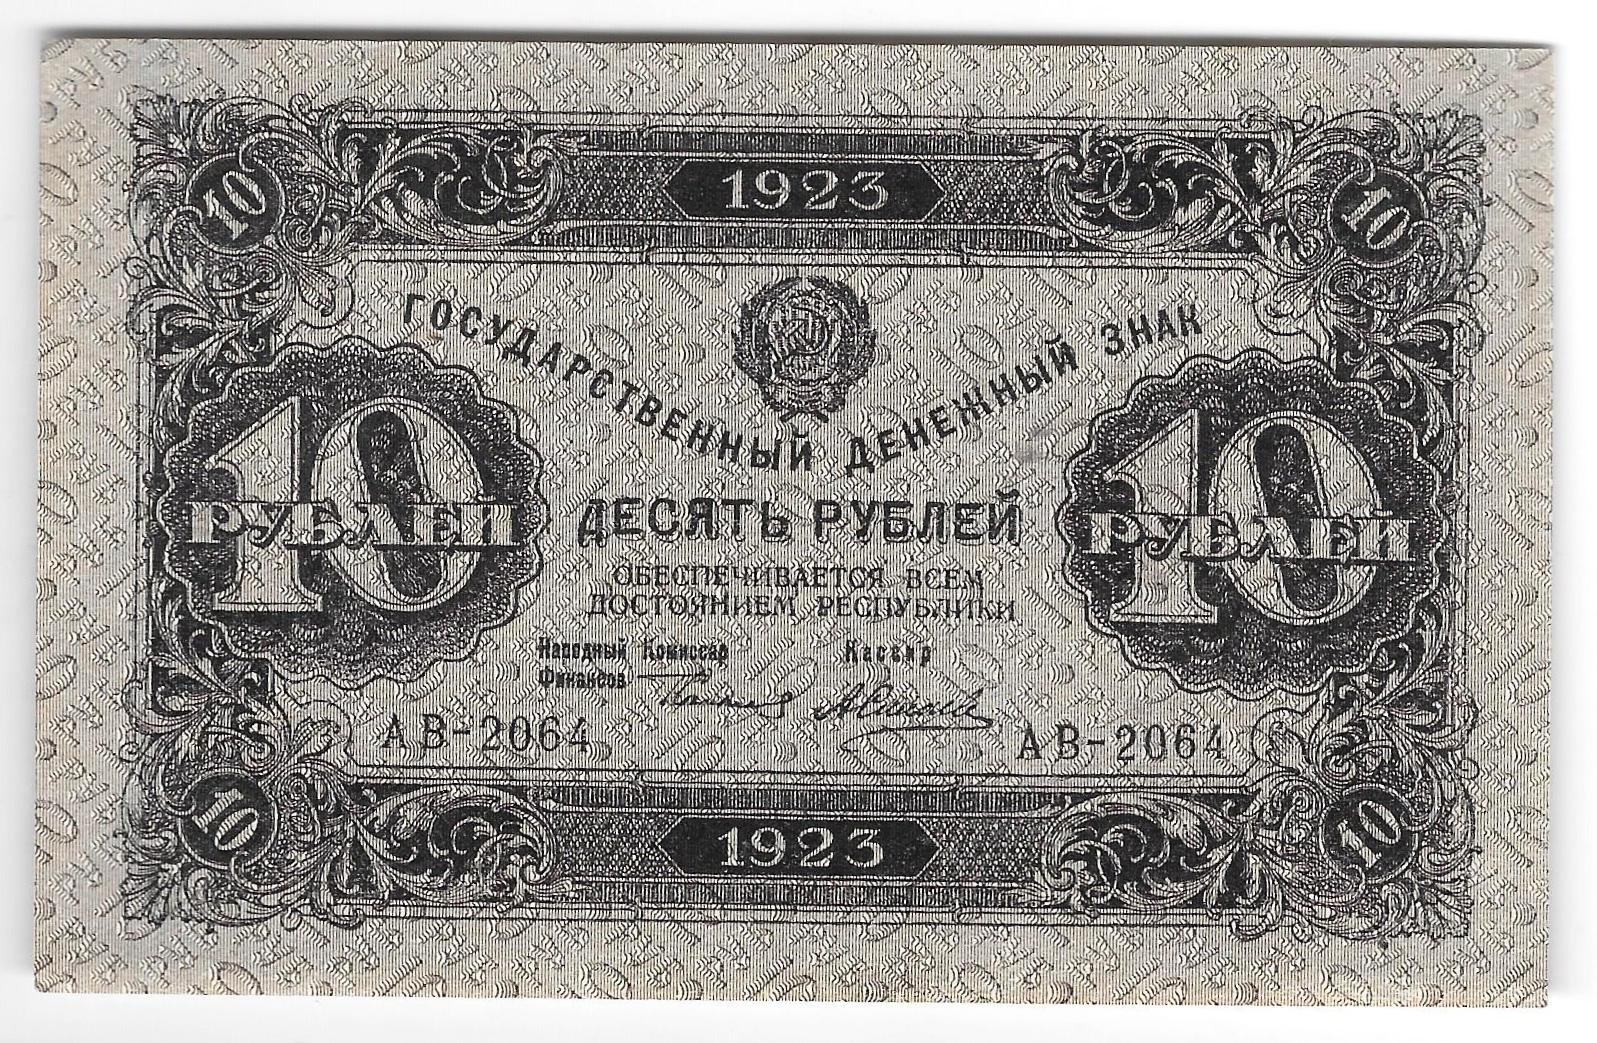 1923
10
10
ГОСУДАРСТВЕННЫЙ ДЕНЕЖНЫЙ ЗНАК
10
РУБЛЕЙ
10
РУБЛЕЙ
ДЕСЯТЬ РУБЛЕЙ
ОБЕСПЕЧИВАЕТСЯ ВСЕМ
ДОСТОЯНИЕМ РЕСПУБЛИКИ
Народный Комиссар
Финансов
Кассир
АВ-2064
АВ-2064
10
10
1923